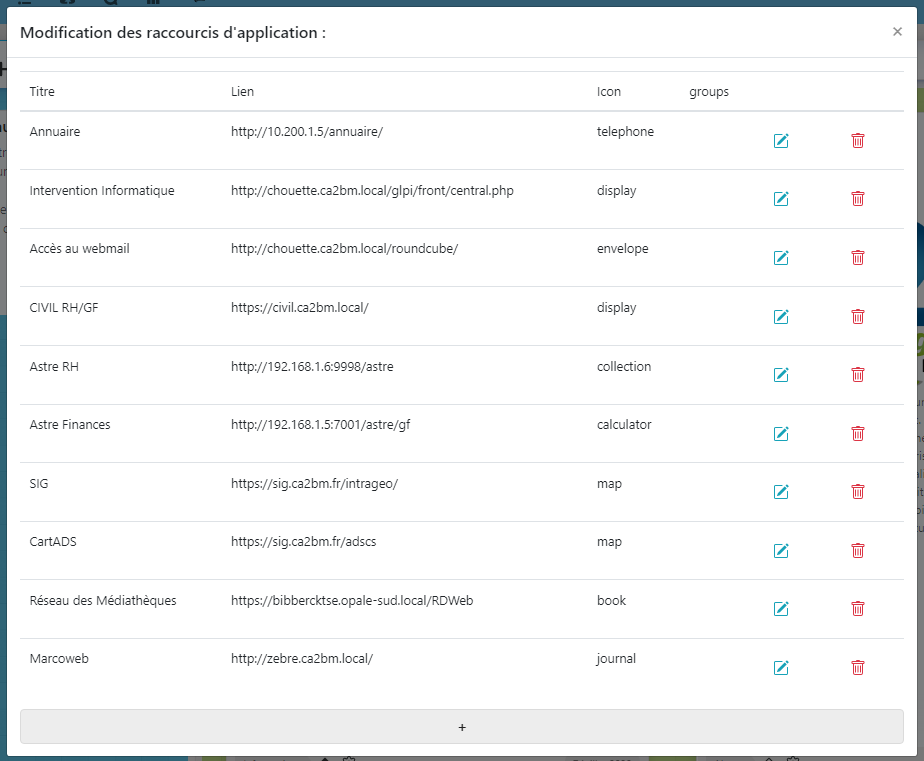 Modification des raccourcis d'application :
×
Titre Lien Icon groups
Annuaire http://10.200.1.5/annuaire/ telephone
Intervention Informatique http://chouette.ca2bm.local/glpi/front/central.php display
Accès au webmail http://chouette.ca2bm.local/roundcube/ envelope
CIVIL RH/GF https://civil.ca2bm.local/ display
Astre RH http://192.168.1.6:9998/astre collection
Astre Finances http://192.168.1.5:7001/astre/gf calculator
SIG https://sig.ca2bm.fr/intrageo/ map
CartADS https://sig.ca2bm.fr/adscs map
Réseau des Médiathèques https://bibbercktse.opale-sud.local/RDWeb book
Marcoweb http://zebre.ca2bm.local/ journal
+